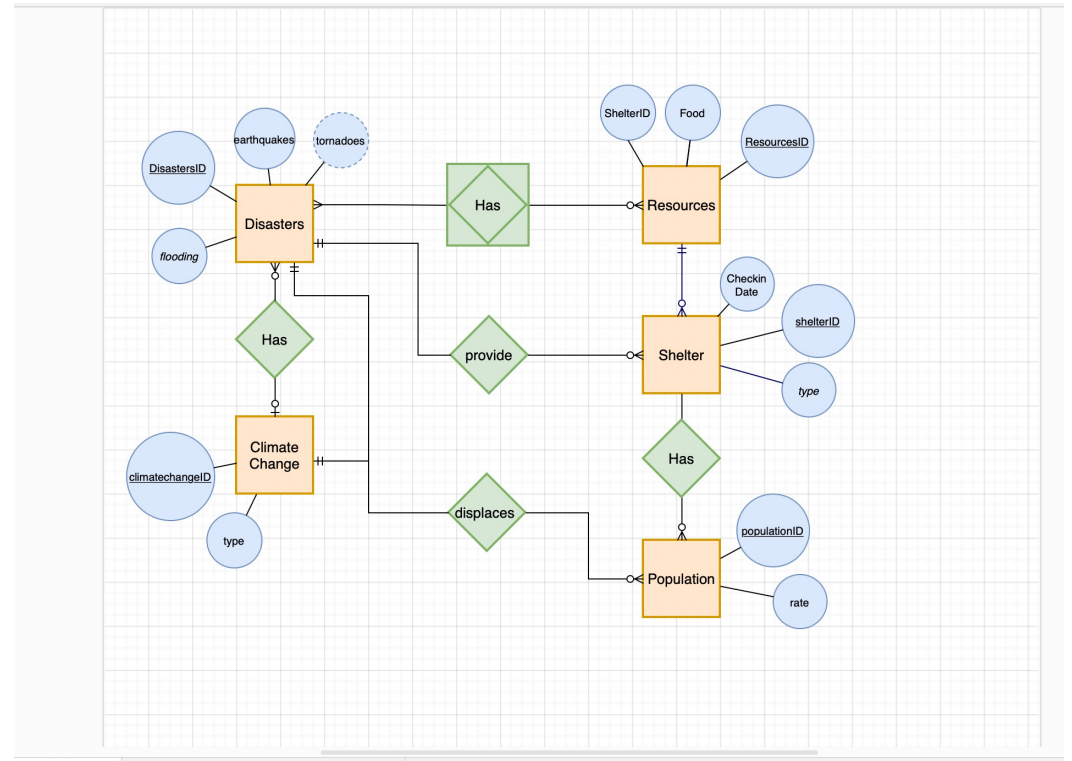 ShelterID
Food
earthquakes
tornadoes
ResourcesID
DisastersID
Has
Resources
Disasters
flooding
Checkin
Date
shelterID
Has
provide
Shelter
type
Climate
Change
Has
climatechangeID
displaces
populationID
type
Population
rate